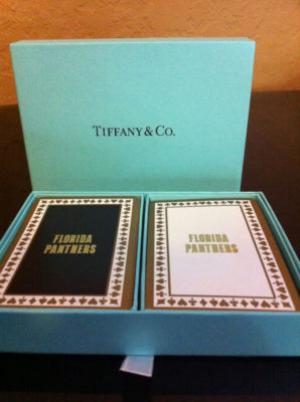 TIFFANY & CO.
FLORIDA
PANTHERS
FLORIDA
PANTHERS